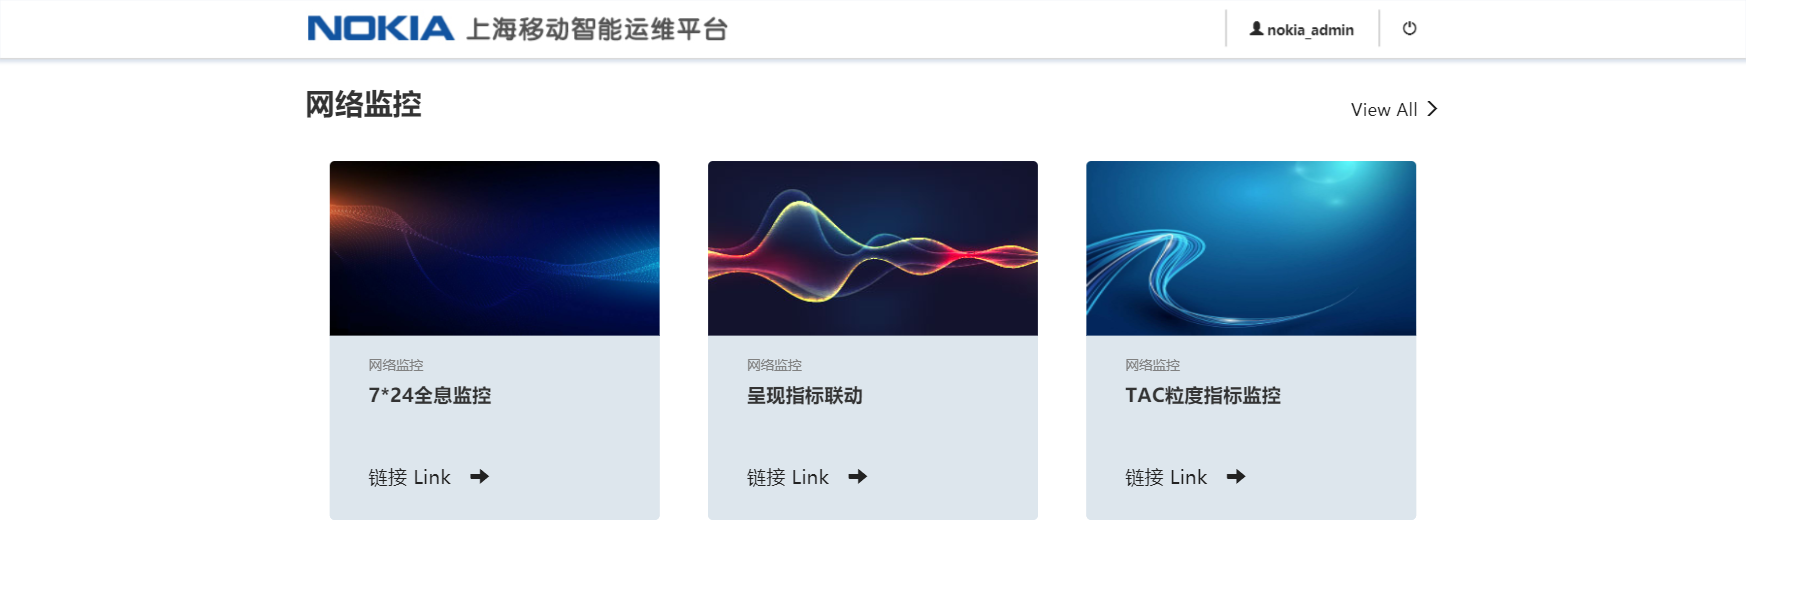 NOKIA 上海移动智能运维平台
nokia_admin
网络监控
View All
网络监控
7*24全息监控
链接 Link
网络监控
呈现指标联动
链接 Link
网络监控
TAC粒度指标监控
链接 Link